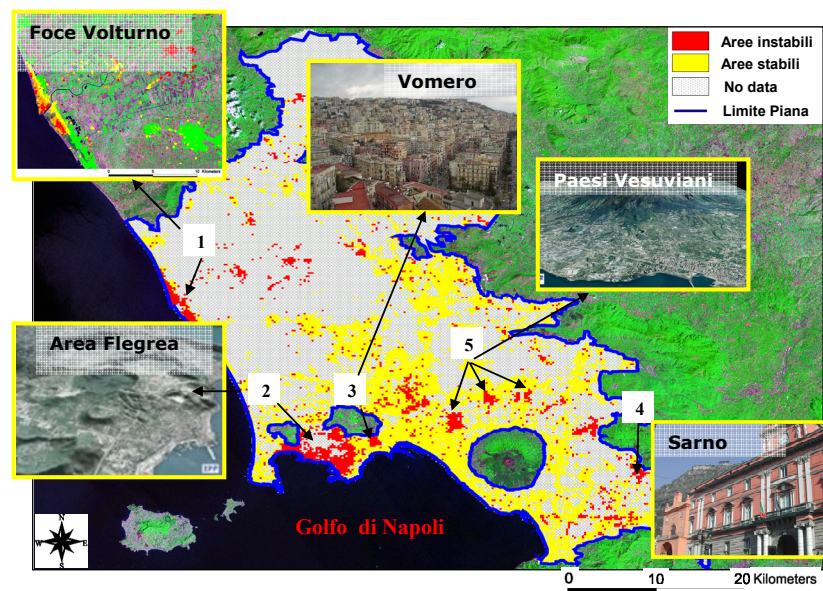 Foce Volturno
0 5 10 Kilometers
Vomero
Aree instabili
Aree stabili
No data
Limite Piana
Paesi Vesuviani
1
Area Flegrea
2
3
5
4
Sarno
Golfo di Napoli
N
W E
S
0 10 20 Kilometers